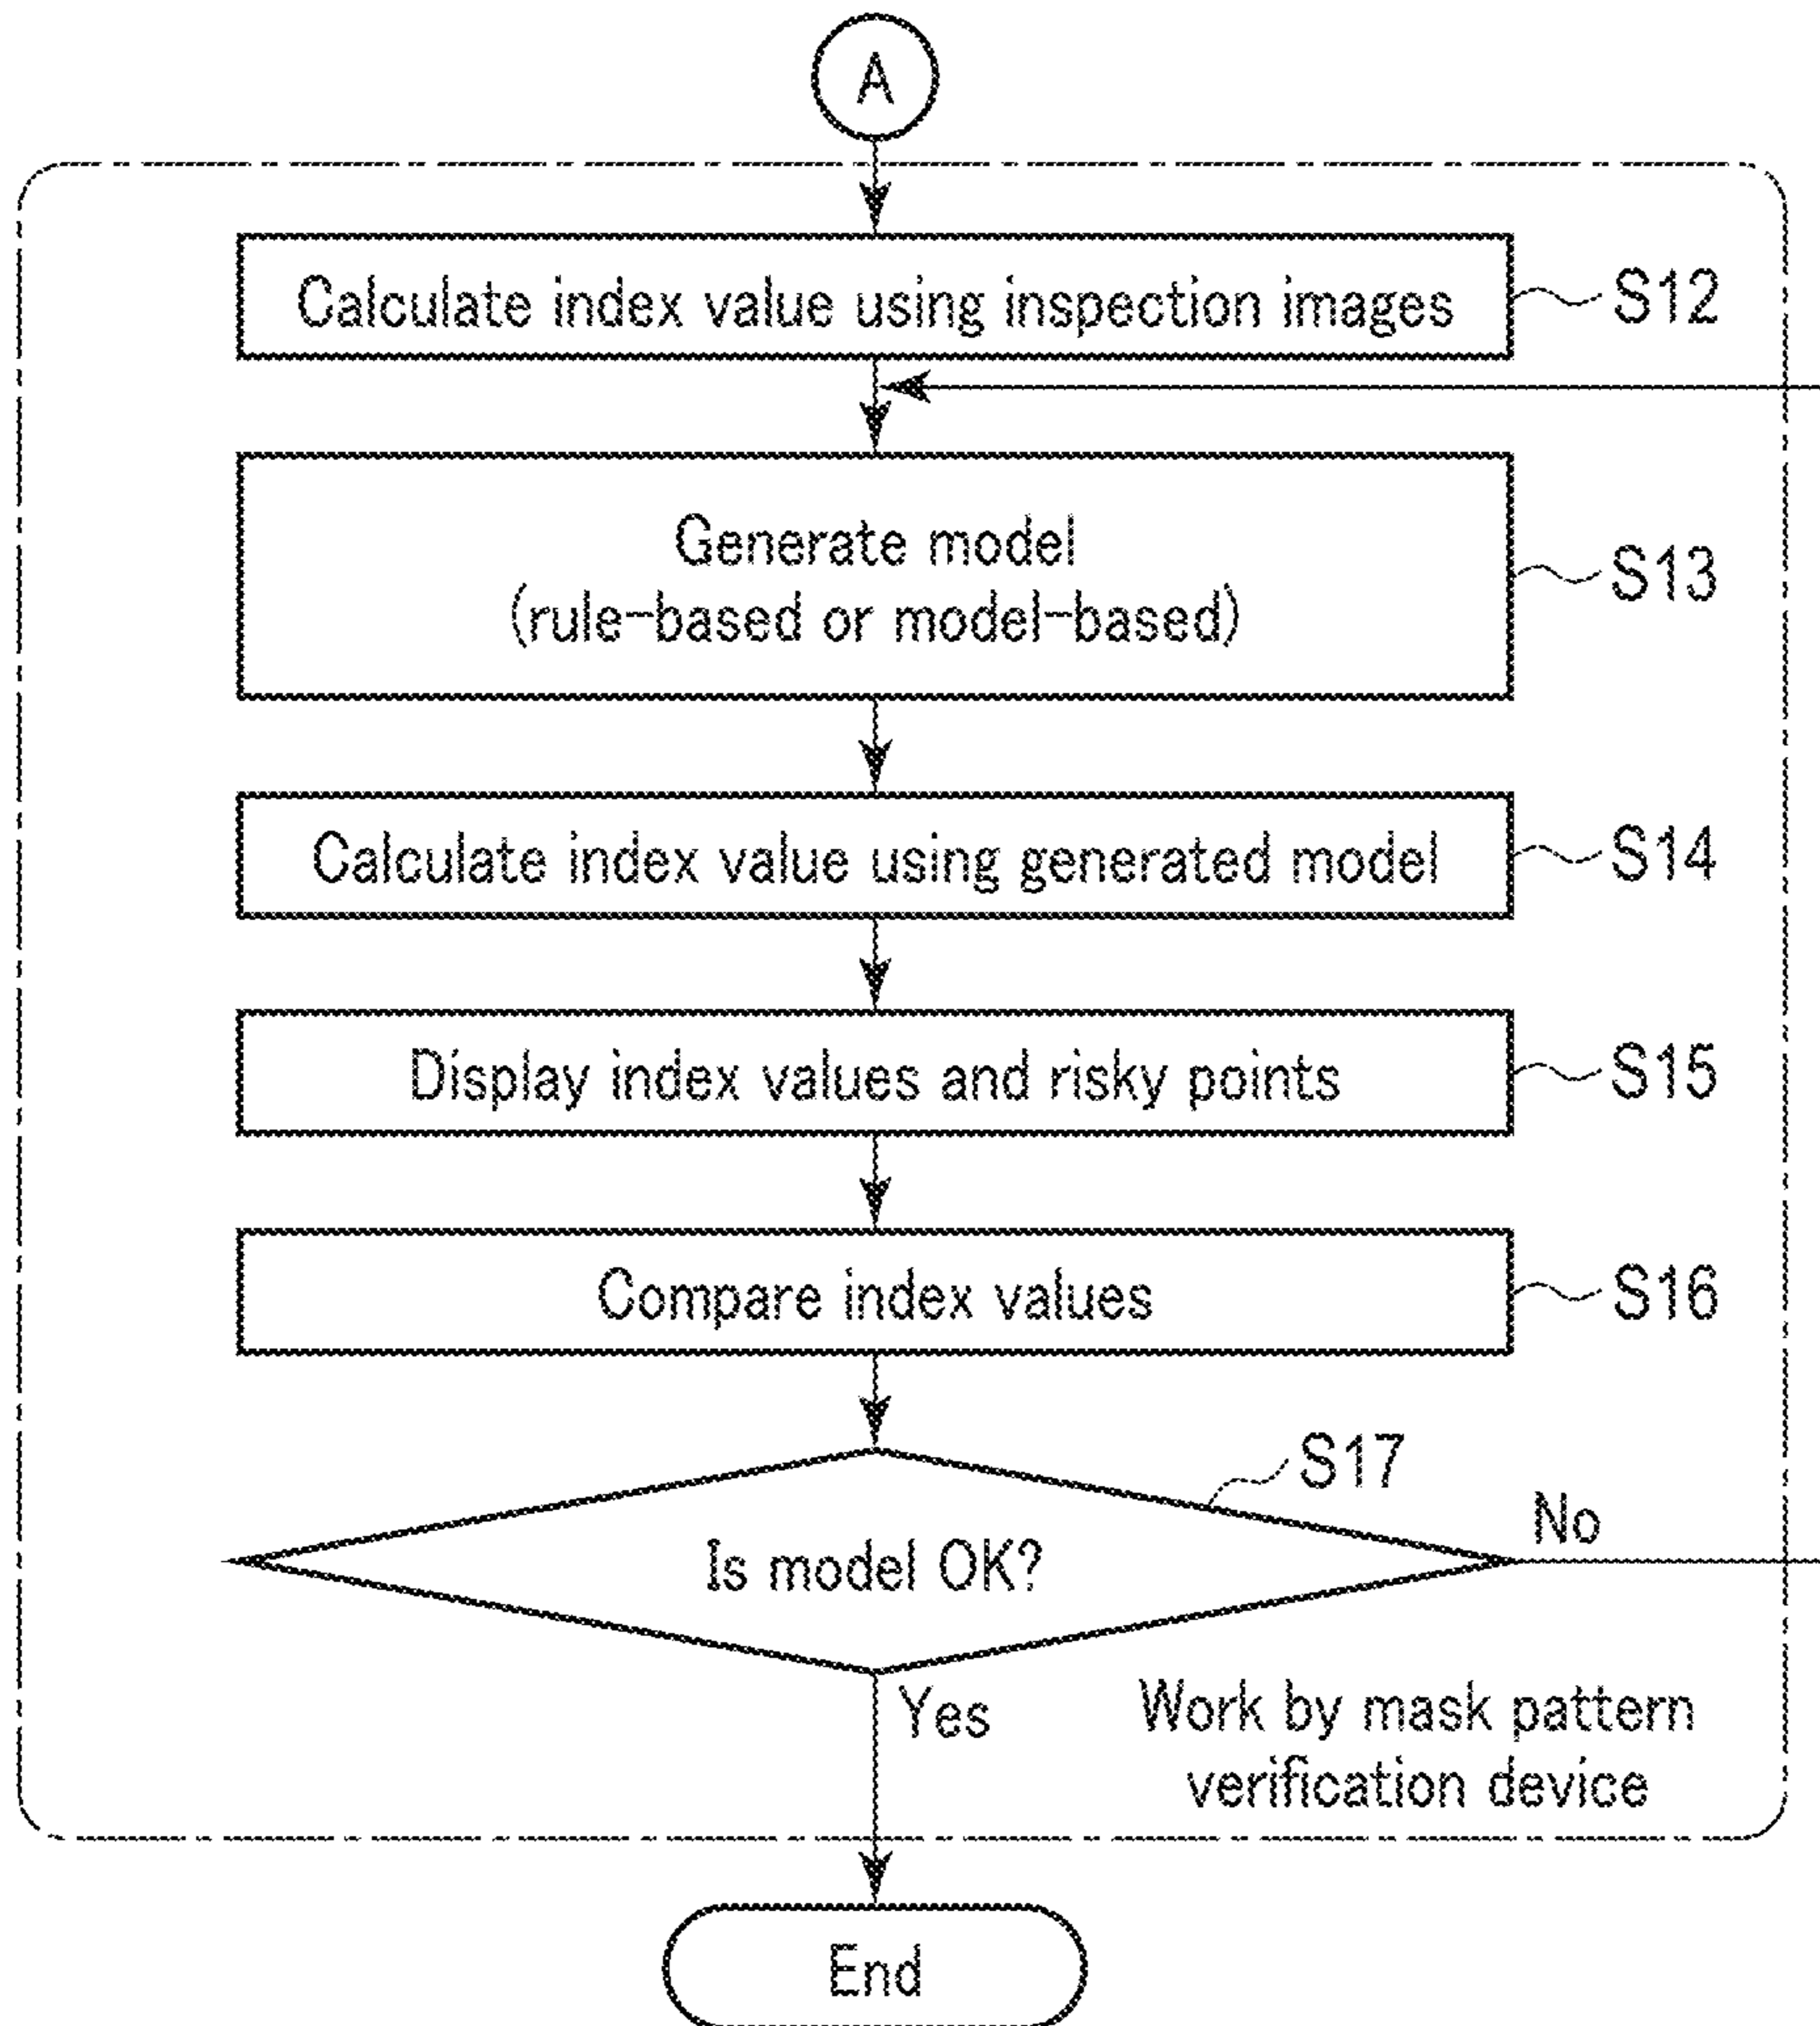 A
Calculate index value using inspection images
S12
Generate model
(rule-based or model-based)
S13
Calculate index value using generated model
S14
Display index values and risky points
S15
Compare index values
S16
S17
Is model OK?
No
Yes
Work by mask pattern
verification device
End